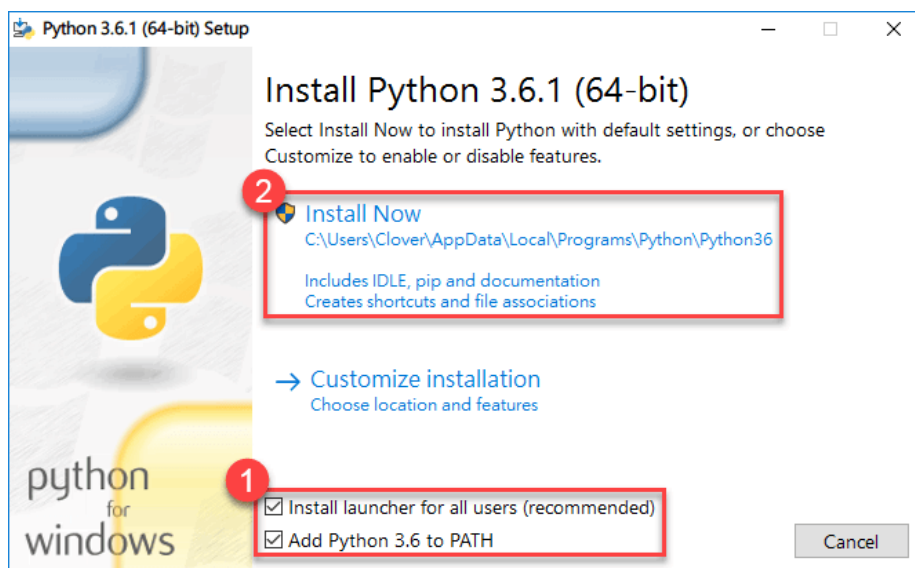 Python 3.6.1 (64-bit) Setup
Install Python 3.6.1 (64-bit)
Select Install Now to install Python with default settings, or choose
Customize to enable or disable features.
2
Install Now
C:\Users\Clover\AppData\Local\Programs\Python\Python36
Includes IDLE, pip and documentation
Creates shortcuts and file associations
Customize installation
Choose location and features
python
for
windows
1
Install launcher for all users (recommended)
Add Python 3.6 to PATH
Cancel